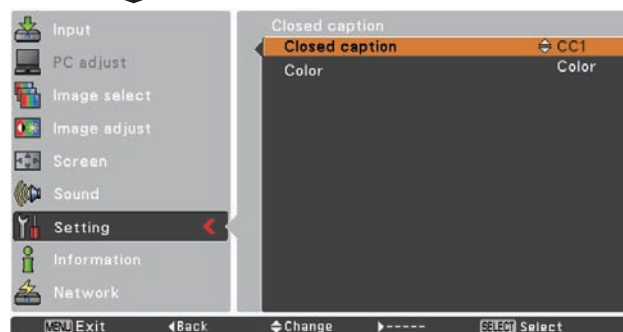 Input
PC adjust
Image select
Image adjust
Screen
Sound
Setting
Information
Network
Closed caption
Closed caption CC1
Color Color
MENU Exit Back Change ----- SELECT Select